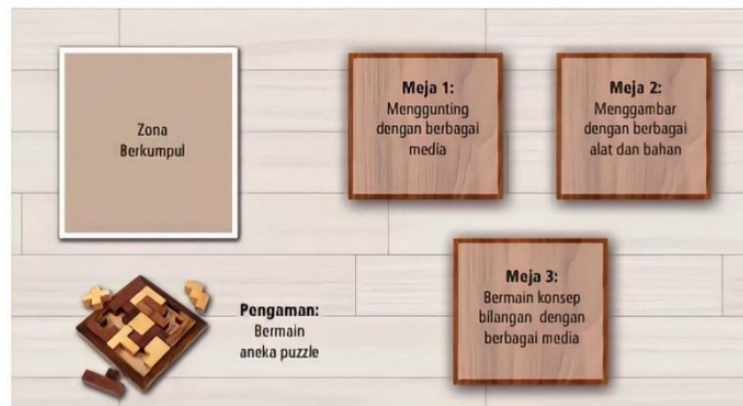 Zona
Berkumpul
Meja 1:
Menggunting
dengan berbagai
media
Meja 2:
Menggambar
dengan berbagai
alat dan bahan
Pengaman:
Bermain
aneka puzzle
Meja 3:
Bermain konsep
bilangan dengan
berbagai media